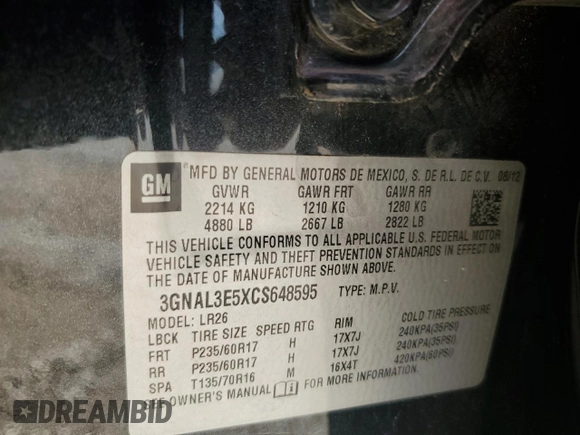 GM
MFD BY GENERAL MOTORS DE MEXICO, S. DE R.L. DE C.V. 06/12
GVWR GAWR FRT GAWR RR
2214 KG 1210 KG 1280 KG
4880 LB 2667 LB 2822 LB
THIS VEHICLE CONFORMS TO ALL APPLICABLE U.S. FEDERAL MOTOR
VEHICLE SAFETY AND THEFT PREVENTION STANDARDS IN EFFECT ON
THE DATE OF MANUFACTURE SHOWN ABOVE.
3GNAL3E5XCS648595 TYPE: M.P.V.
MODEL: LR26
LBCK TIRE SIZE SPEED RTG RIM COLD TIRE PRESSURE
FRT P235/60R17 H 17X7J 240KPA(35PSI)
RR P235/60R17 H 17X7J 240KPA(35PSI)
SPA T135/70R16 M 16X4T 420KPA(60PSI)
SEE OWNER'S MANUAL FOR MORE INFORMATION.
DREAMBID